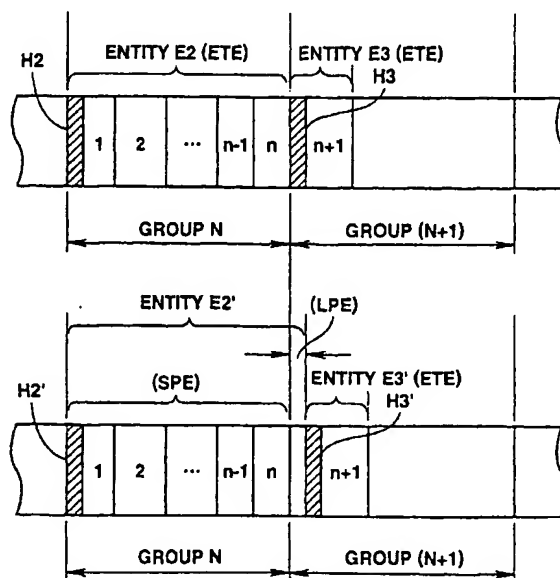 ENTITY E2 (ETE) ENTITY E3 (ETE)
H2 H3
1 2 ... n-1 n n+1
GROUP N GROUP (N+1)
ENTITY E2' (LPE)
(SPE) ENTITY E3' (ETE)
H2' H3'
1 2 ... n-1 n n+1
GROUP N GROUP (N+1)